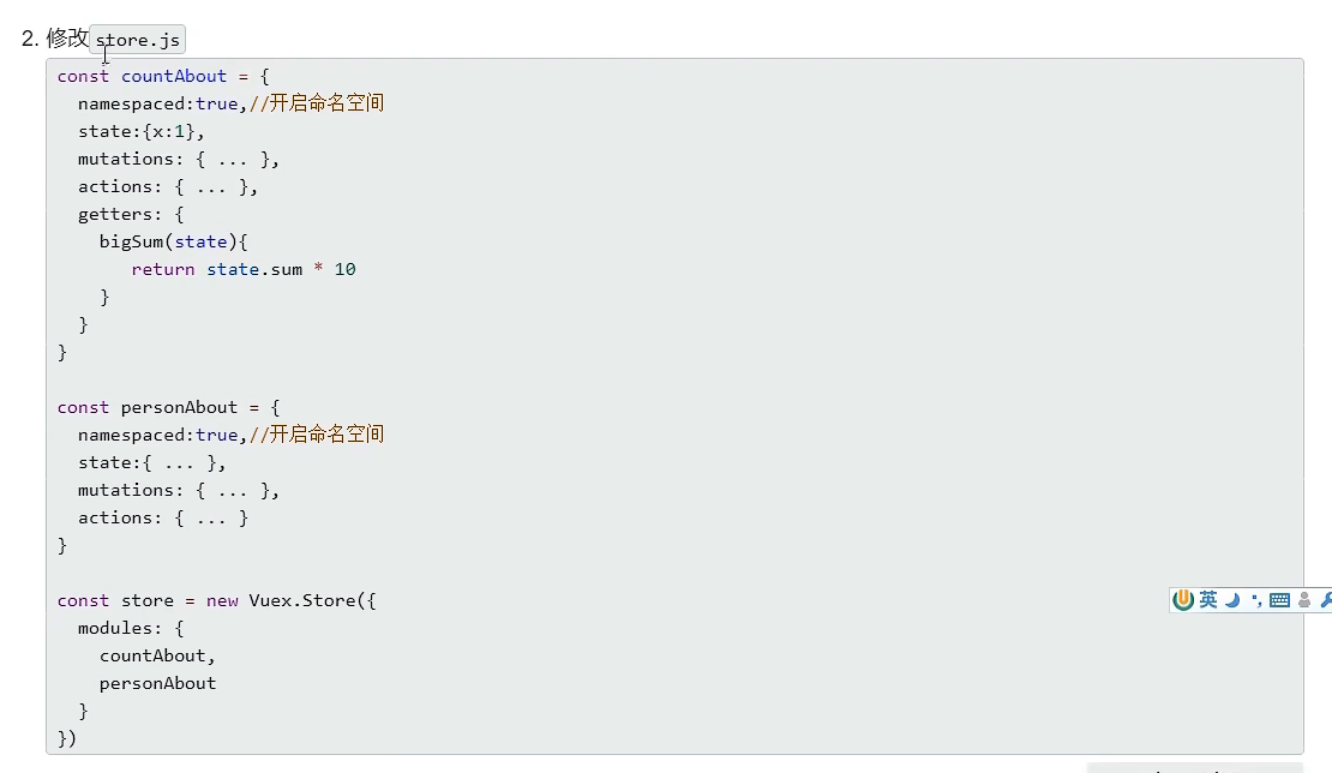 2. 修改store.js
const countAbout = {
  namespaced:true,//开启命名空间
  state:{x:1},
  mutations: { ... },
  actions: { ... },
  getters: {
    bigSum(state){
       return state.sum * 10
    }
  }
}
const personAbout = {
  namespaced:true,//开启命名空间
  state:{ ... },
  mutations: { ... },
  actions: { ... }
}
const store = new Vuex.Store({
  modules: {
    countAbout,
    personAbout
  }
})
英